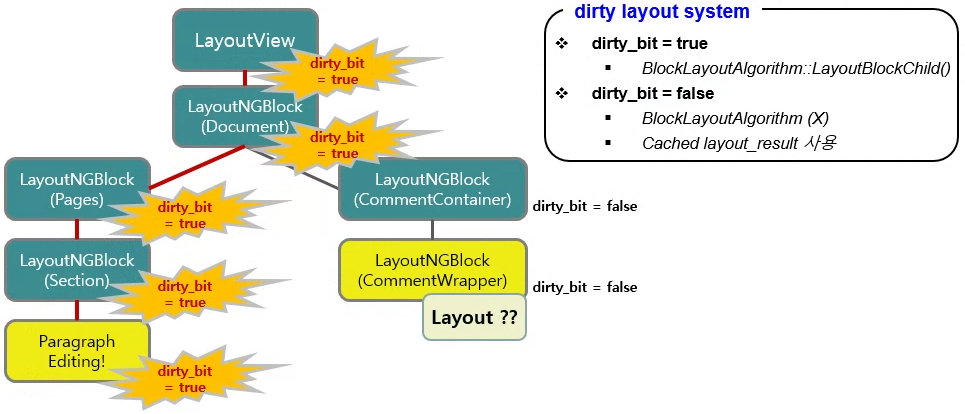 LayoutView
dirty_bit
= true
LayoutNGBlock
(Document)
dirty_bit
= true
LayoutNGBlock
(Pages)
dirty_bit
= true
LayoutNGBlock
(CommentContainer)
dirty_bit = false
LayoutNGBlock
(Section)
dirty_bit
= true
LayoutNGBlock
(CommentWrapper)
dirty_bit = false
Layout ??
Paragraph
Editing!
dirty_bit
= true
dirty layout system
❖ dirty_bit = true
▪ BlockLayoutAlgorithm::LayoutBlockChild()
❖ dirty_bit = false
▪ BlockLayoutAlgorithm (X)
▪ Cached layout_result 사용